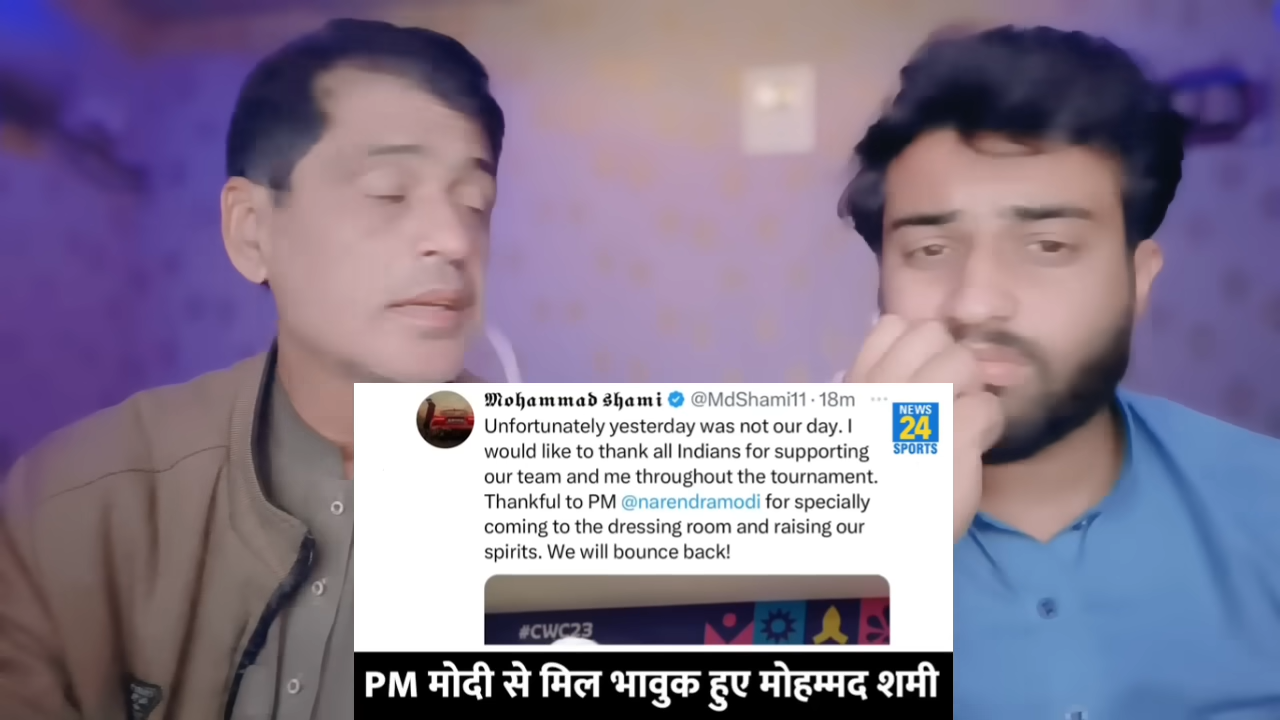 Mohammad shami @MdShami11 · 18m ...
Unfortunately yesterday was not our day. I
would like to thank all Indians for supporting
our team and me throughout the tournament.
Thankful to PM @narendramodi for specially
coming to the dressing room and raising our
spirits. We will bounce back!
NEWS
24
SPORTS
#CWC23
PM मोदी से मिल भावुक हुए मोहम्मद शमी